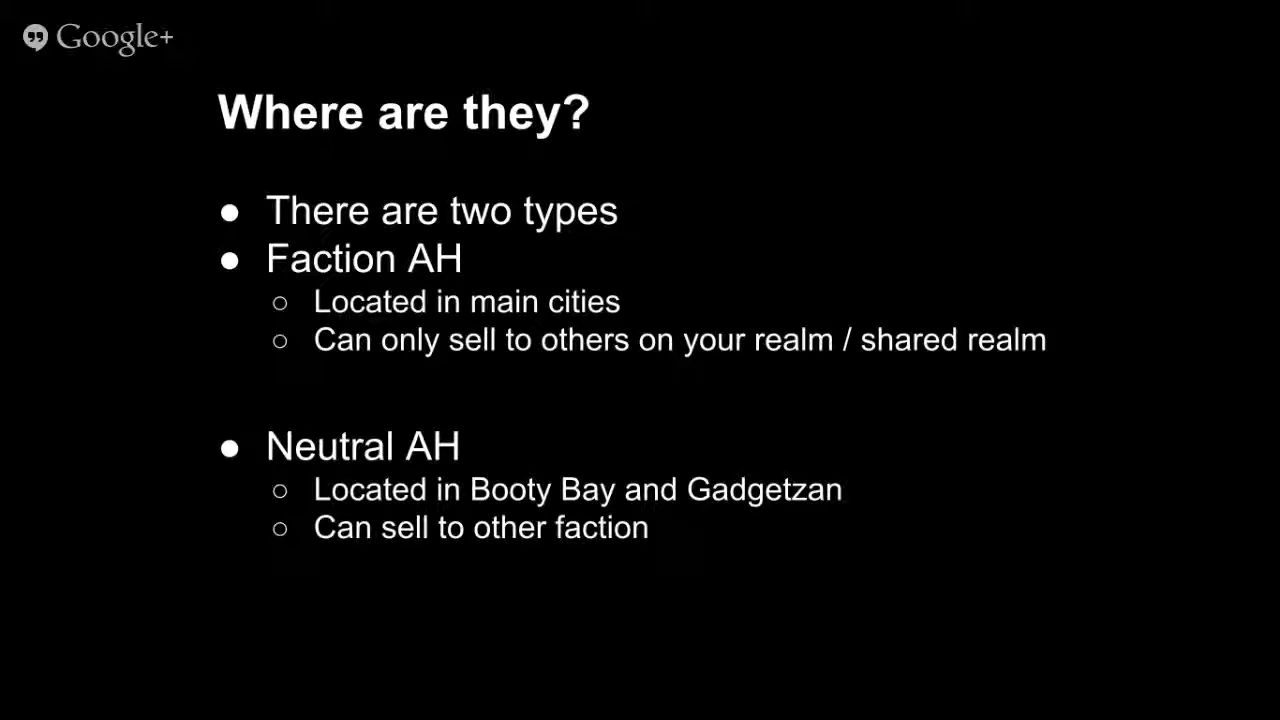 Google+
Where are they?
● There are two types
● Faction AH
○ Located in main cities
○ Can only sell to others on your realm / shared realm
● Neutral AH
○ Located in Booty Bay and Gadgetzan
○ Can sell to other faction